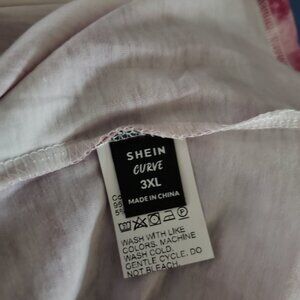 SHEIN
CURVE
3XL
MADE IN CHINA
WASH WITH LIKE
COLORS. MACHINE
WASH COLD.
GENTLE CYCLE. DO
NOT BLEACH.